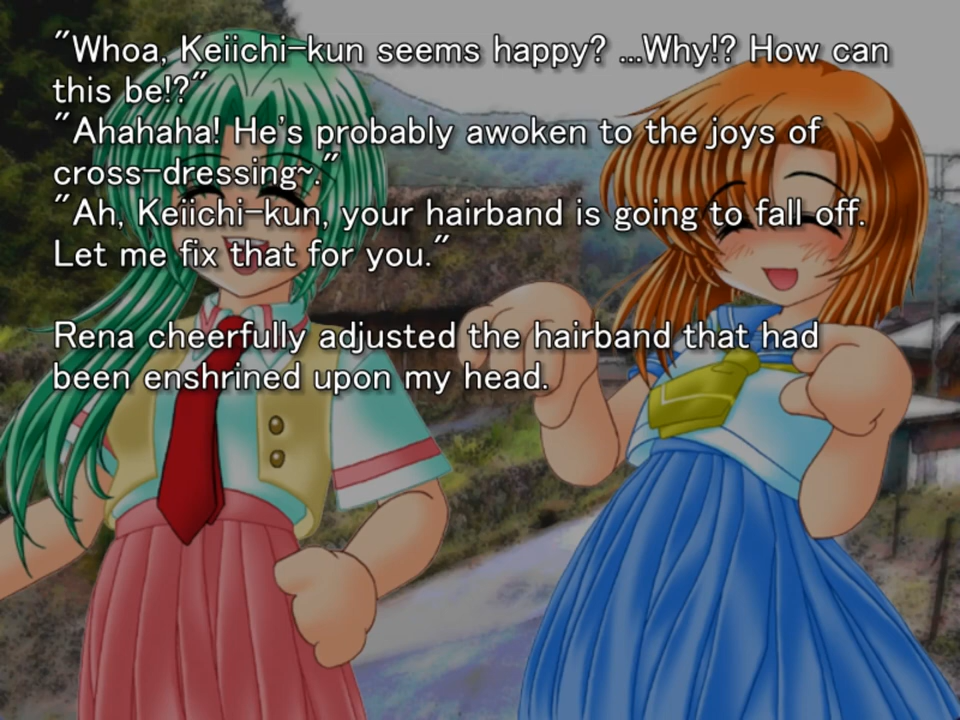 "Whoa, Keiichi-kun seems happy? ...Why!? How can
this be!?"
"Ahahaha! He's probably awoken to the joys of
cross-dressing~."
"Ah, Keiichi-kun, your hairband is going to fall off.
Let me fix that for you."
Rena cheerfully adjusted the hairband that had
been enshrined upon my head.